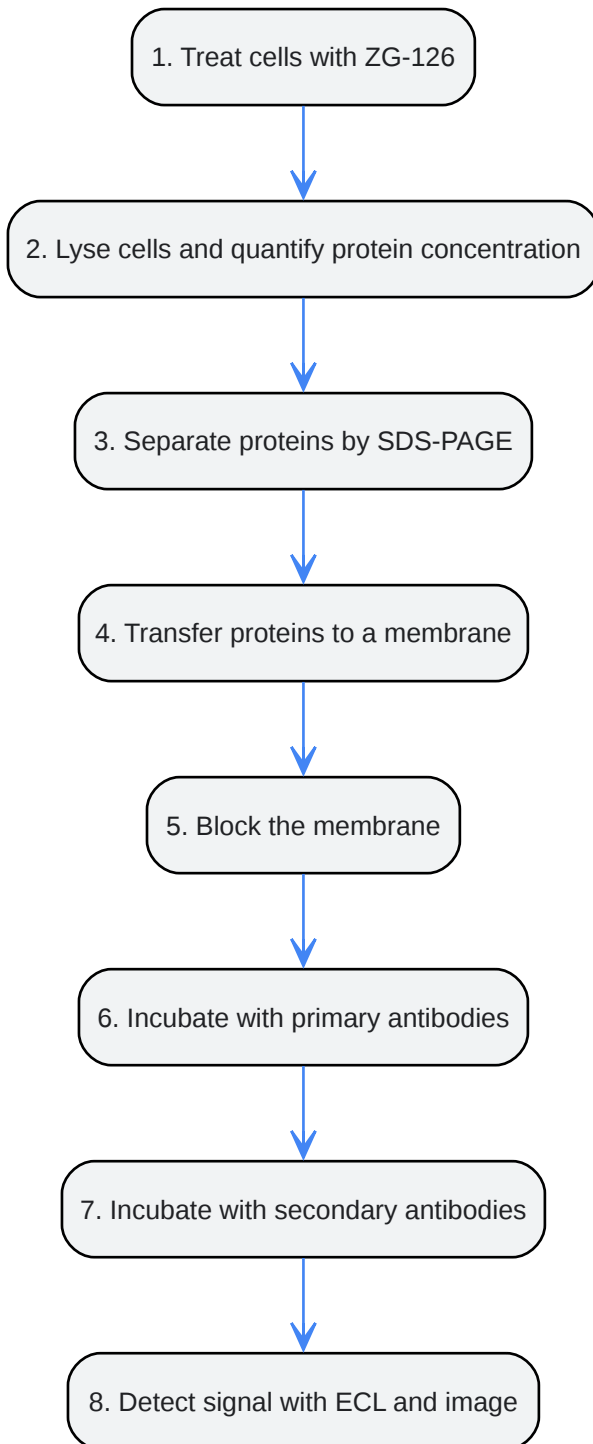 1. Treat cells with ZG-126
2. Lyse cells and quantify protein concentration
3. Separate proteins by SDS-PAGE
4. Transfer proteins to a membrane
5. Block the membrane
6. Incubate with primary antibodies
7. Incubate with secondary antibodies
8. Detect signal with ECL and image